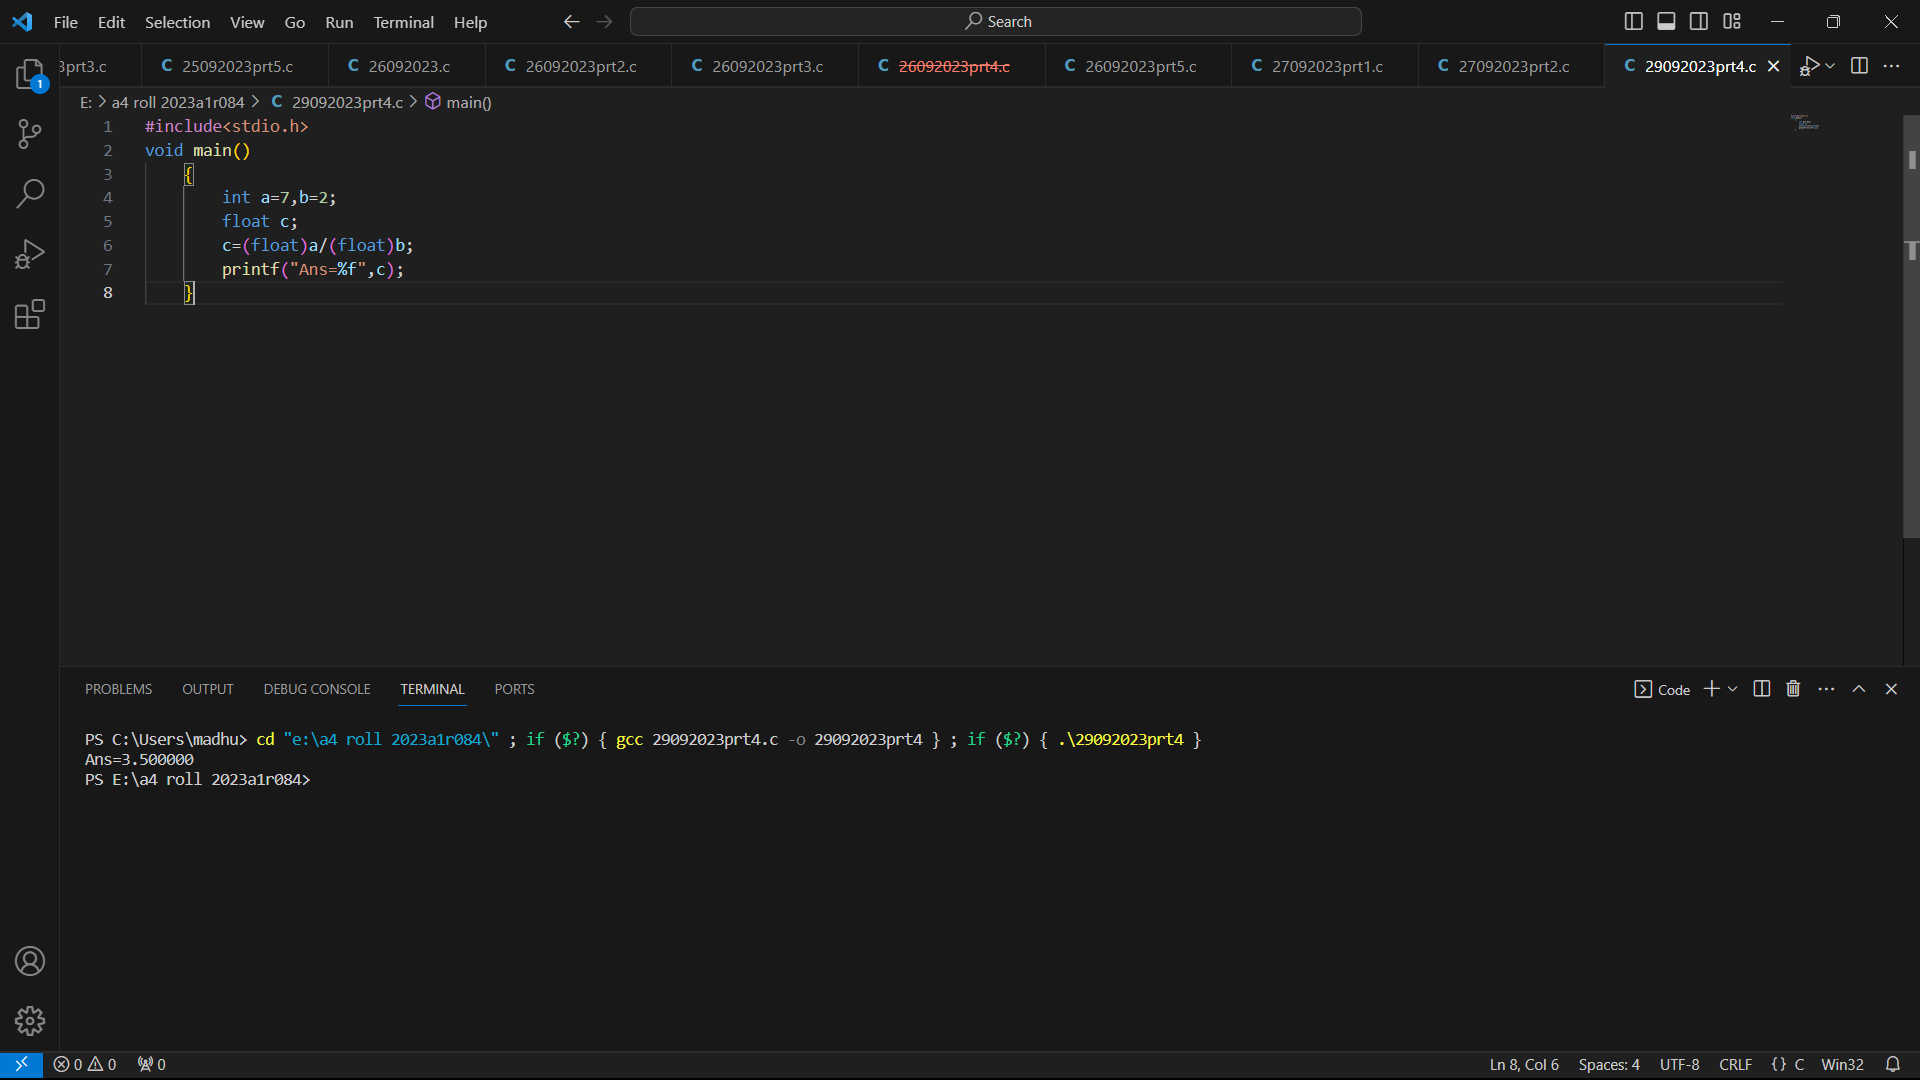 File Edit Selection View Go Run Terminal Help Search
3prt3.c 25092023prt5.c 26092023.c 26092023prt2.c 26092023prt3.c 26092023prt4.c 26092023prt5.c 27092023prt1.c 27092023prt2.c 29092023prt4.c
1
E: > a4 roll 2023a1r084 > C 29092023prt4.c > main()
1 #include<stdio.h>
2 void main()
3 {
4 int a=7,b=2;
5 float c;
6 c=(float)a/(float)b;
7 printf("Ans=%f",c);
8 }
PROBLEMS OUTPUT DEBUG CONSOLE TERMINAL PORTS Code
PS C:\Users\madhu> cd "e:\a4 roll 2023a1r084\" ; if ($?) { gcc 29092023prt4.c -o 29092023prt4 } ; if ($?) { .\29092023prt4 }
Ans=3.500000
PS E:\a4 roll 2023a1r084>
0 0 0 Ln 8, Col 6 Spaces: 4 UTF-8 CRLF {} C Win32